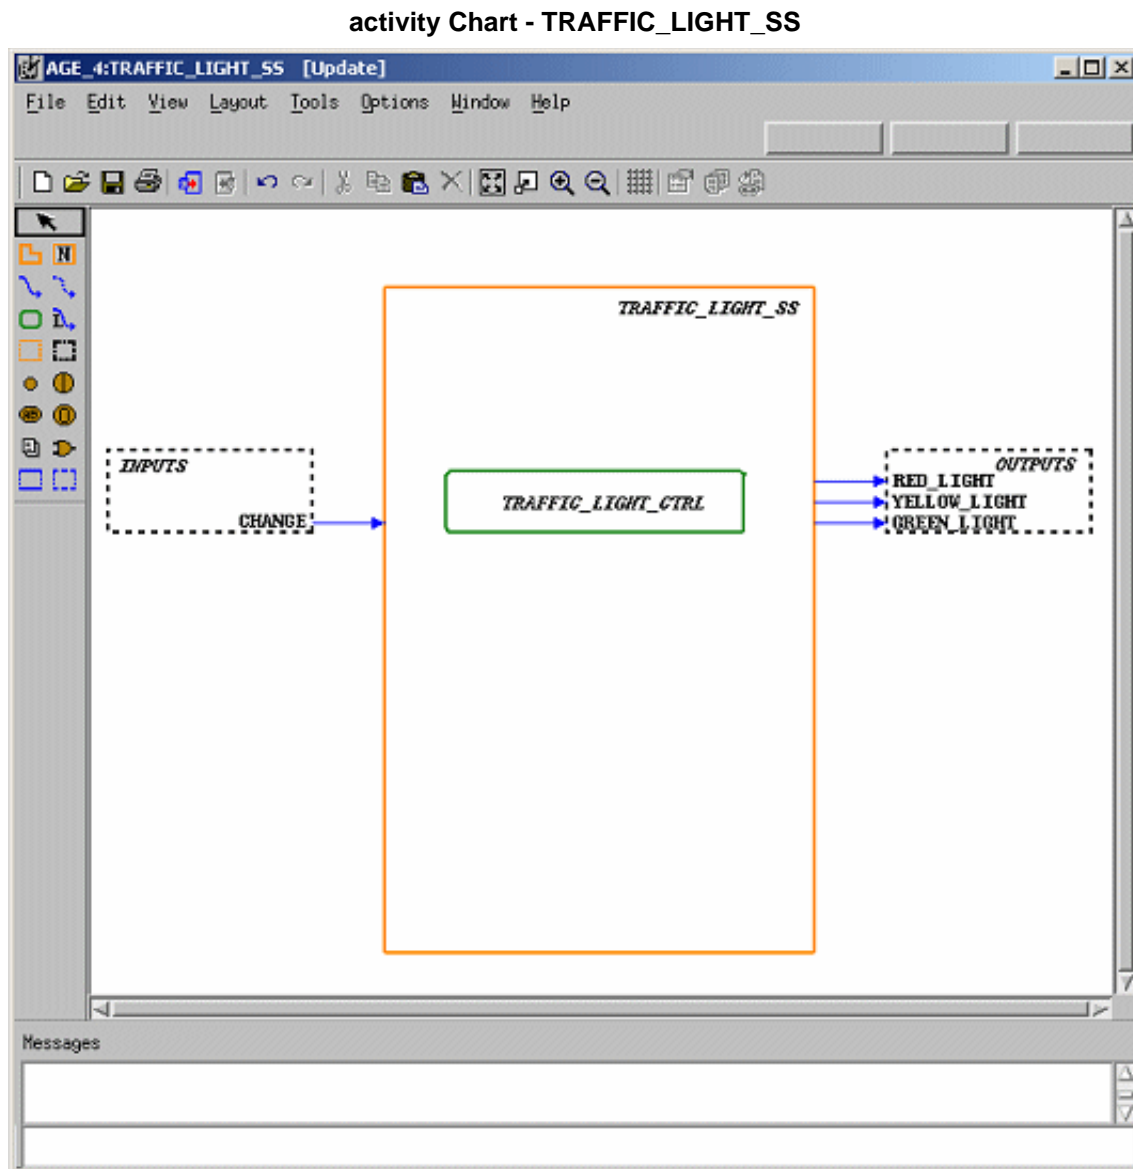 activity Chart - TRAFFIC_LIGHT_SS
AGE_4:TRAFFIC_LIGHT_SS [Update]
File Edit View Layout Tools Options Window Help
N
TRAFFIC_LIGHT_SS
INPUTS
CHANGE
TRAFFIC_LIGHT_CTRL
OUTPUTS
RED_LIGHT
YELLOW_LIGHT
GREEN_LIGHT
Messages